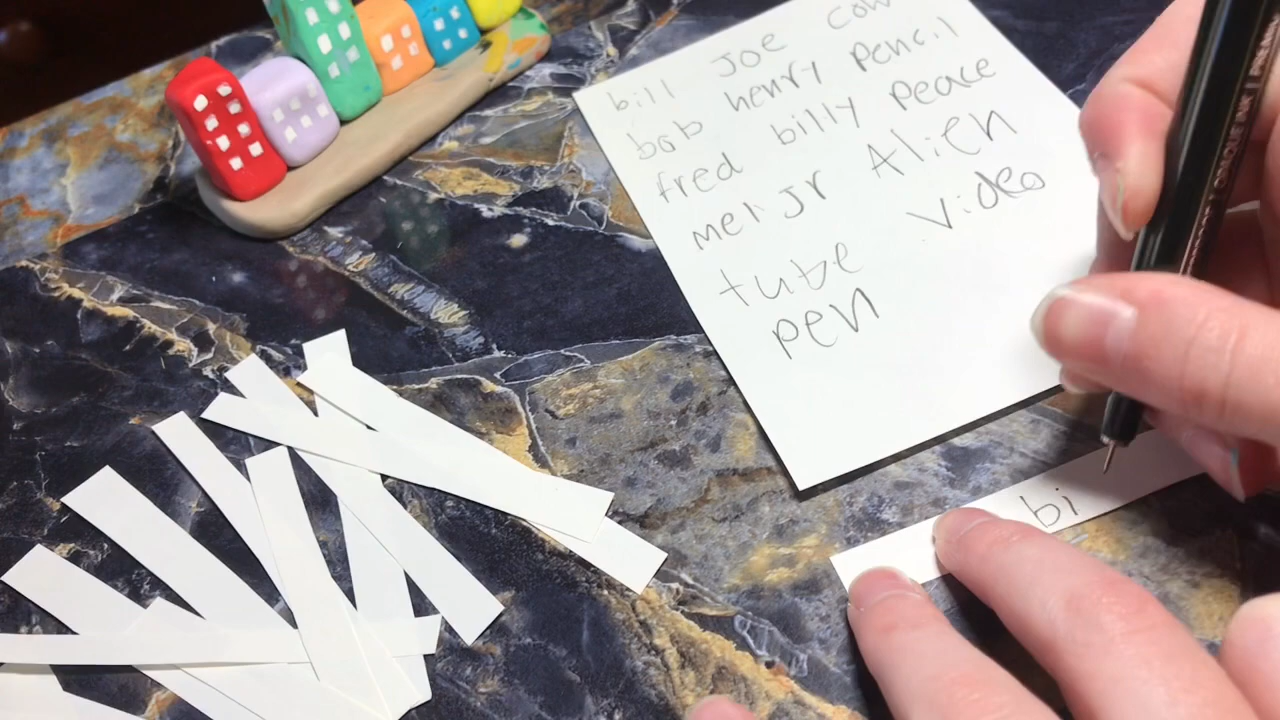 bill Joe cow
bob henry pencil
fred billy peace
mel jr Alien
tube video
pen
bi